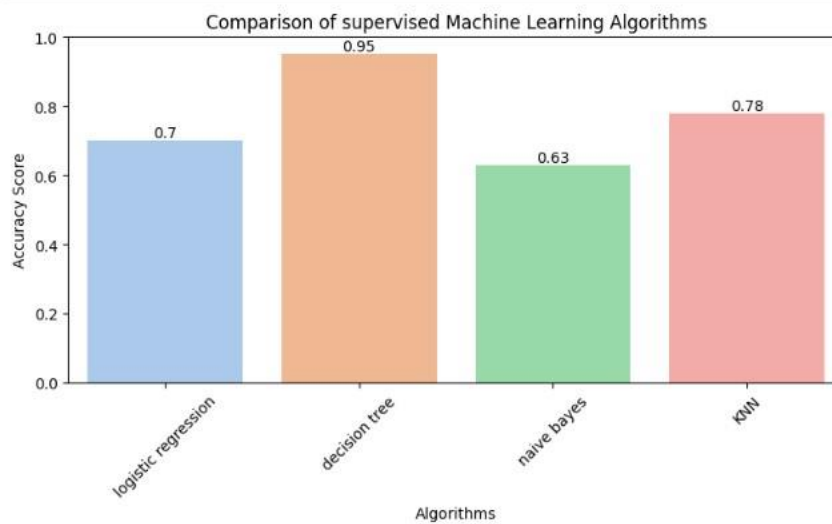 Comparison of supervised Machine Learning Algorithms
1.0
0.8
0.6
0.4
0.2
0.0
Accuracy Score
0.7
0.95
0.63
0.78
logistic regression
decision tree
naive bayes
KNN
Algorithms